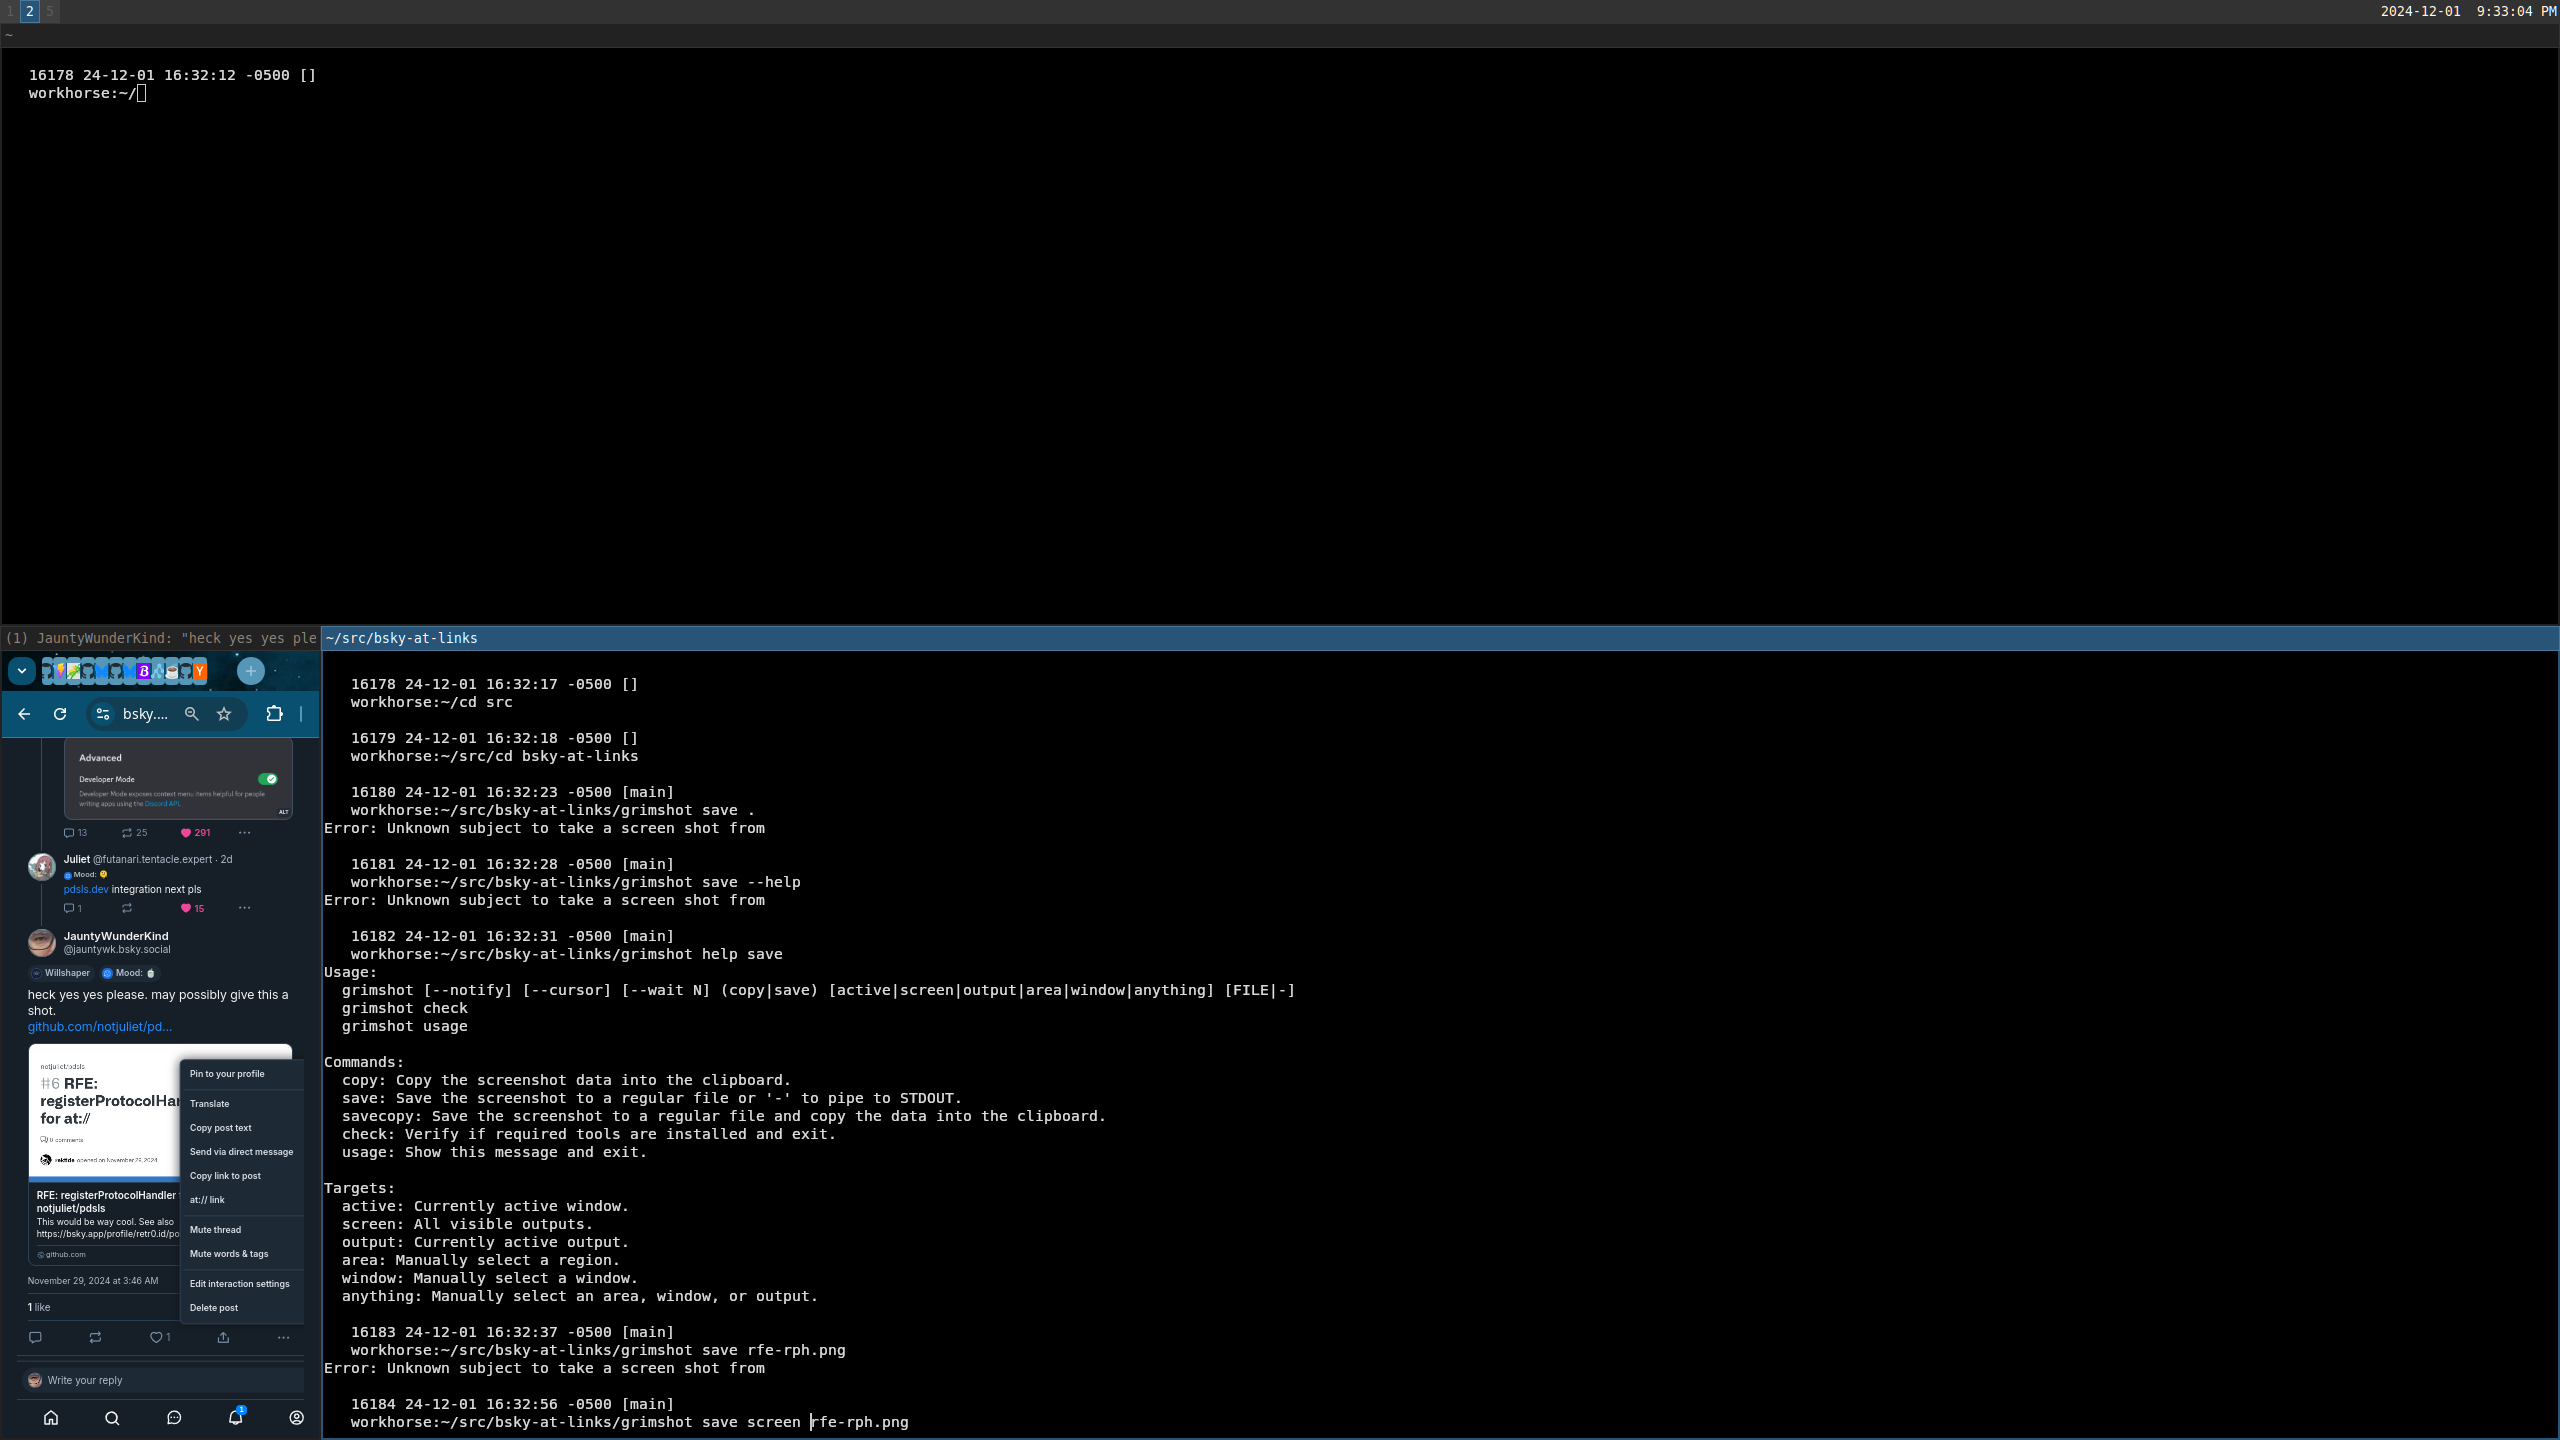 1 2 5
2024-12-01 9:33:04 PM
~
16178 24-12-01 16:32:12 -0500 []
workhorse:~/
(1) JauntyWunderKind: "heck yes yes ple
bsky....
Advanced
Developer Mode
Developer Mode exposes context menu items helpful for people
writing apps using the Discord API.
ALT
13 25 291
Juliet @futanari.tentacle.expert · 2d
Mood:
pdsls.dev integration next pls
1 15
JauntyWunderKind
@jauntywk.bsky.social
Willshaper Mood:
heck yes yes please. may possibly give this a
shot.
github.com/notjuliet/pd...
notjuliet/pdsls
#6 RFE:
registerProtocolHar
for at://
0 comments
rektide opened on November 29, 2024
RFE: registerProtocolHandler
notjuliet/pdsls
This would be way cool. See also
https://bsky.app/profile/retr0.id/po
github.com
Pin to your profile
Translate
Copy post text
Send via direct message
Copy link to post
at:// link
Mute thread
Mute words & tags
Edit interaction settings
Delete post
November 29, 2024 at 3:46 AM
1 like
1
Write your reply
1
~/src/bsky-at-links
16178 24-12-01 16:32:17 -0500 []
workhorse:~/cd src
16179 24-12-01 16:32:18 -0500 []
workhorse:~/src/cd bsky-at-links
16180 24-12-01 16:32:23 -0500 [main]
workhorse:~/src/bsky-at-links/grimshot save .
Error: Unknown subject to take a screen shot from
16181 24-12-01 16:32:28 -0500 [main]
workhorse:~/src/bsky-at-links/grimshot save --help
Error: Unknown subject to take a screen shot from
16182 24-12-01 16:32:31 -0500 [main]
workhorse:~/src/bsky-at-links/grimshot help save
Usage:
grimshot [--notify] [--cursor] [--wait N] (copy|save) [active|screen|output|area|window|anything] [FILE|-]
grimshot check
grimshot usage
Commands:
copy: Copy the screenshot data into the clipboard.
save: Save the screenshot to a regular file or '-' to pipe to STDOUT.
savecopy: Save the screenshot to a regular file and copy the data into the clipboard.
check: Verify if required tools are installed and exit.
usage: Show this message and exit.
Targets:
active: Currently active window.
screen: All visible outputs.
output: Currently active output.
area: Manually select a region.
window: Manually select a window.
anything: Manually select an area, window, or output.
16183 24-12-01 16:32:37 -0500 [main]
workhorse:~/src/bsky-at-links/grimshot save rfe-rph.png
Error: Unknown subject to take a screen shot from
16184 24-12-01 16:32:56 -0500 [main]
workhorse:~/src/bsky-at-links/grimshot save screen rfe-rph.png